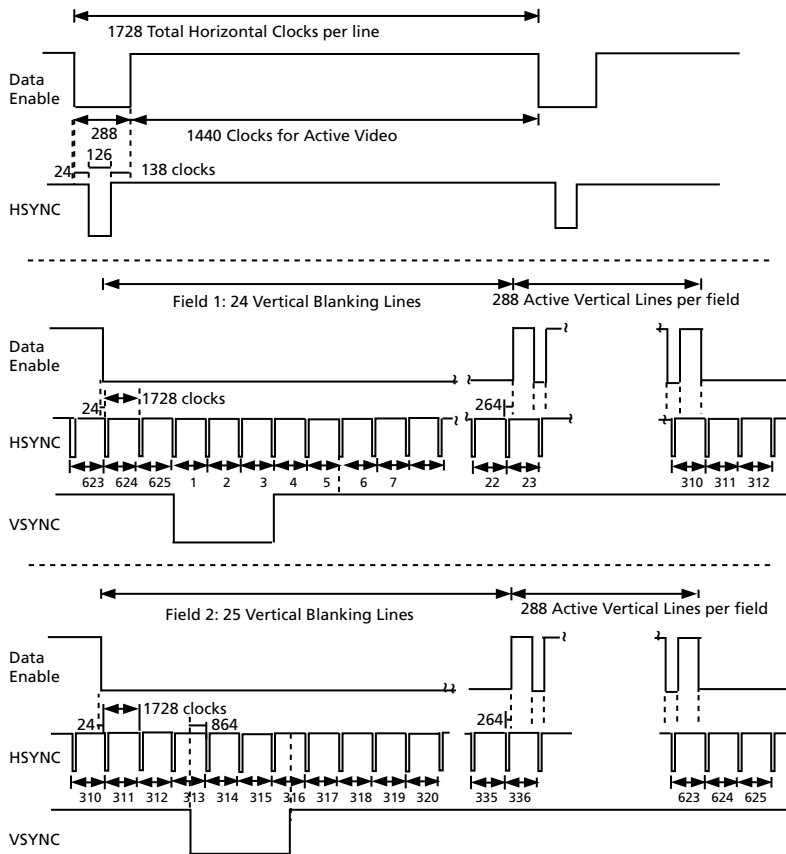 1728 Total Horizontal Clocks per line
Data
Enable
288
1440 Clocks for Active Video
126
24
138 clocks
HSYNC
Field 1: 24 Vertical Blanking Lines
288 Active Vertical Lines per field
Data
Enable
24
1728 clocks
264
HSYNC
623 624 625 1 2 3 4 5 6 7 22 23 310 311 312
VSYNC
Field 2: 25 Vertical Blanking Lines
288 Active Vertical Lines per field
Data
Enable
1728 clocks
24
864
264
HSYNC
310 311 312 313 314 315 316 317 318 319 320 335 336 623 624 625
VSYNC